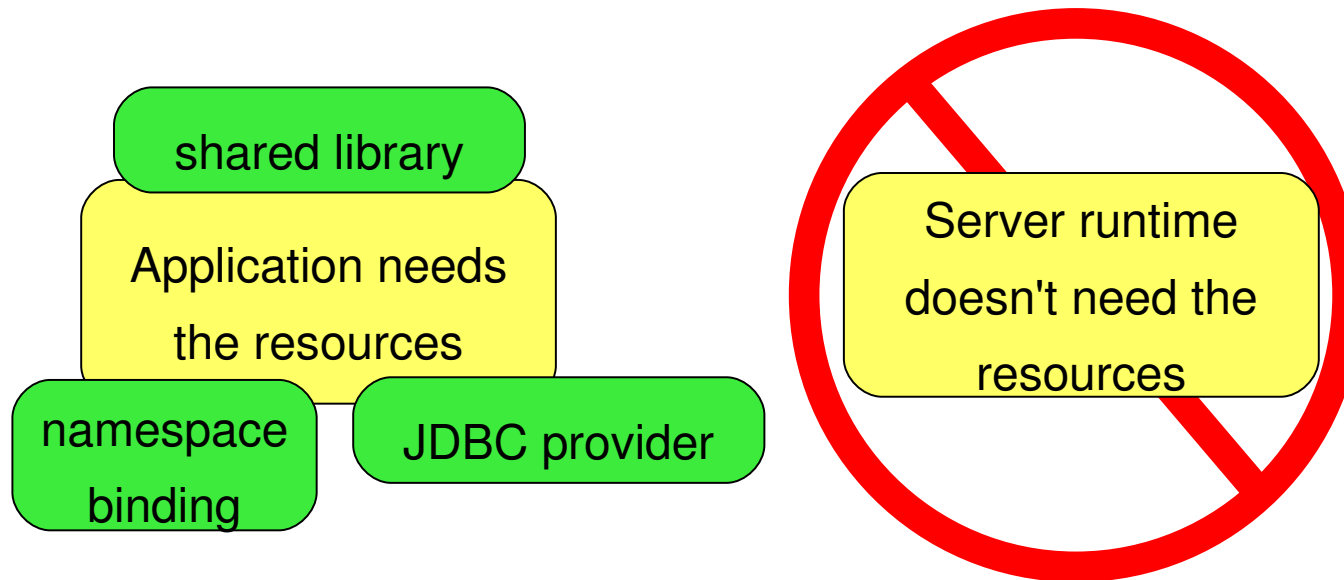 shared library
Application needs
the resources
namespace
binding
JDBC provider
Server runtime
doesn't need the
resources